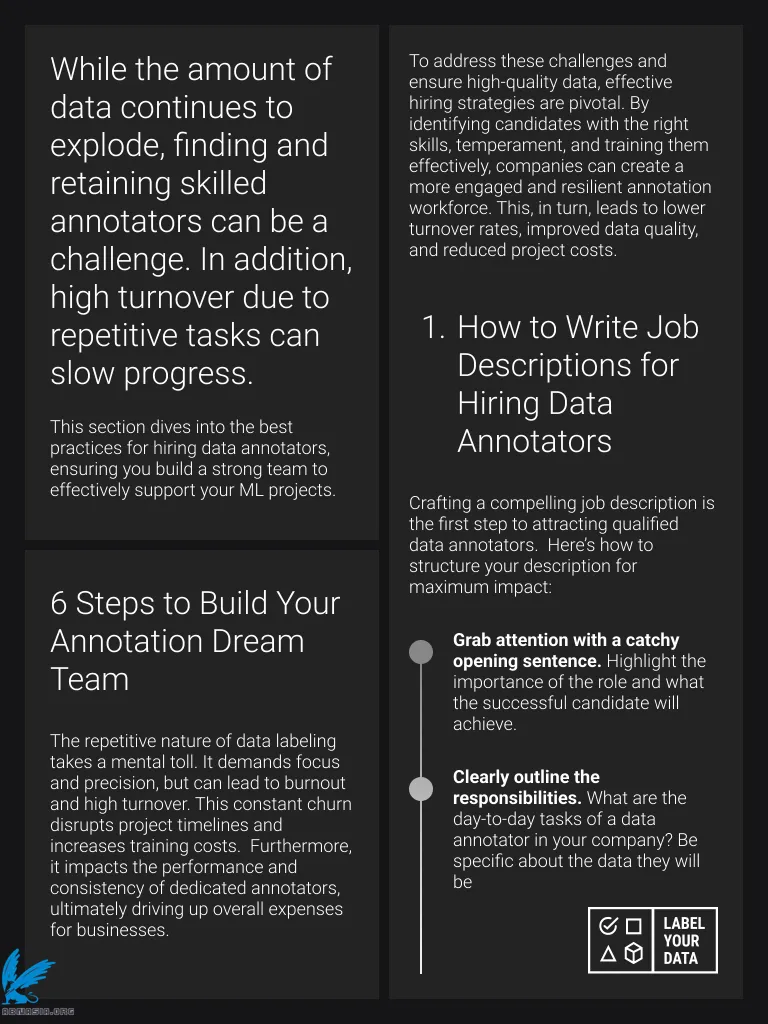 While the amount of
data continues to
explode, finding and
retaining skilled
annotators can be a
challenge. In addition,
high turnover due to
repetitive tasks can
slow progress.
This section dives into the best
practices for hiring data annotators,
ensuring you build a strong team to
effectively support your ML projects.
6 Steps to Build Your
Annotation Dream
Team
The repetitive nature of data labeling
takes a mental toll. It demands focus
and precision, but can lead to burnout
and high turnover. This constant churn
disrupts project timelines and
increases training costs.  Furthermore,
it impacts the performance and
consistency of dedicated annotators,
ultimately driving up overall expenses
for businesses.
To address these challenges and
ensure high-quality data, effective
hiring strategies are pivotal. By
identifying candidates with the right
skills, temperament, and training them
effectively, companies can create a
more engaged and resilient annotation
workforce. This, in turn, leads to lower
turnover rates, improved data quality,
and reduced project costs.
1. How to Write Job
Descriptions for
Hiring Data
Annotators
Crafting a compelling job description is
the first step to attracting qualified
data annotators.  Here's how to
structure your description for
maximum impact:
Grab attention with a catchy
opening sentence. Highlight the
importance of the role and what
the successful candidate will
achieve.
Clearly outline the
responsibilities. What are the
day-to-day tasks of a data
annotator in your company? Be
specific about the data they will
be
LABEL
YOUR
DATA
ABMASIA.ORG